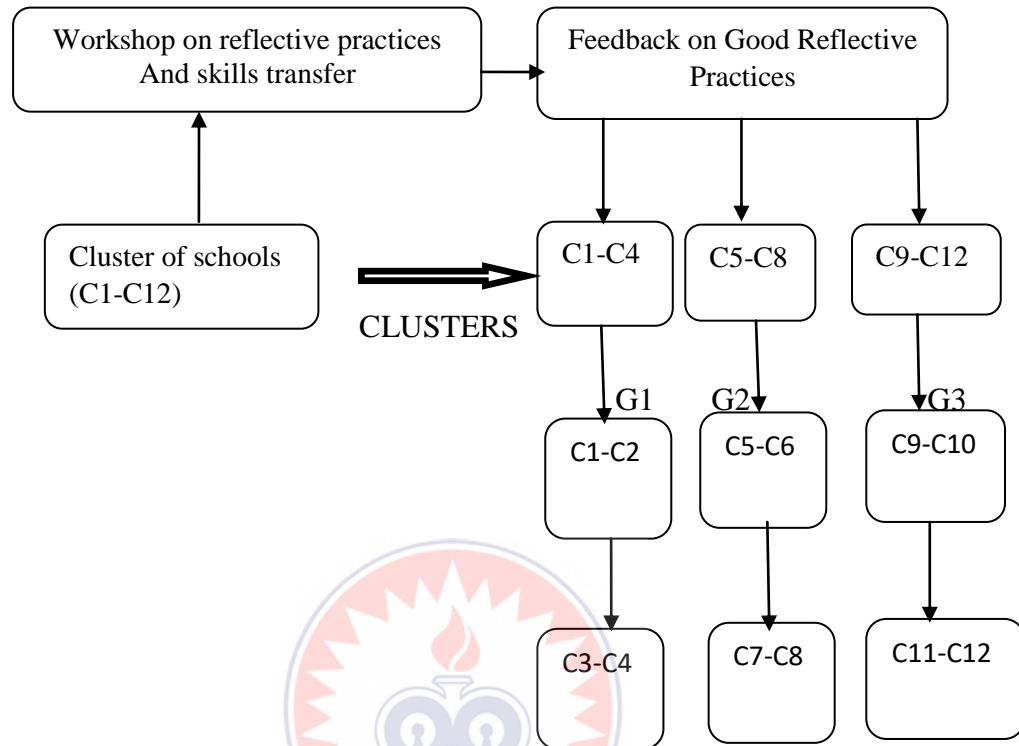 Workshop on reflective practices
And skills transfer
Feedback on Good Reflective
Practices
Cluster of schools
(C1-C12)
CLUSTERS
C1-C4
C5-C8
C9-C12
G1
G2
G3
C1-C2
C5-C6
C9-C10
C3-C4
C7-C8
C11-C12